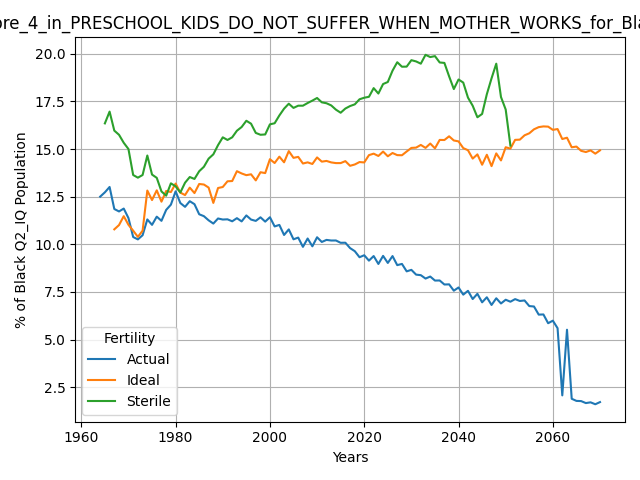 ore_4_in_PRESCHOOL_KIDS_DO_NOT_SUFFER_WHEN_MOTHER_WORKS_for_Bla
% of Black Q2_IQ Population
20.0
17.5
15.0
12.5
10.0
7.5
5.0
2.5
Fertility
Actual
Ideal
Sterile
1960
1980
2000
2020
2040
2060
Years